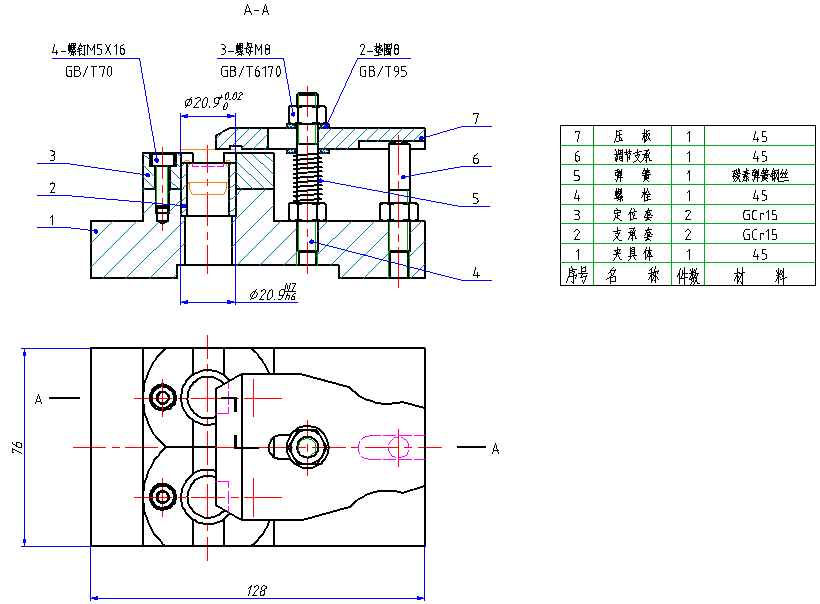 A-A
4-螺钉M5X16
GB/T70
3-螺母M8
GB/T6170
2-垫圈8
GB/T95
Φ20.9+0.02 0
7
3
6
2
5
1
4
Φ20.9H7/h6
7 压板 1 45
6 调节支承 1 45
5 弹簧 1 碳素弹簧钢丝
4 螺栓 1 45
3 定位套 2 GCr15
2 支承套 2 GCr15
1 夹具体 1 45
序号 名称 件数 材料
A
A
76
128